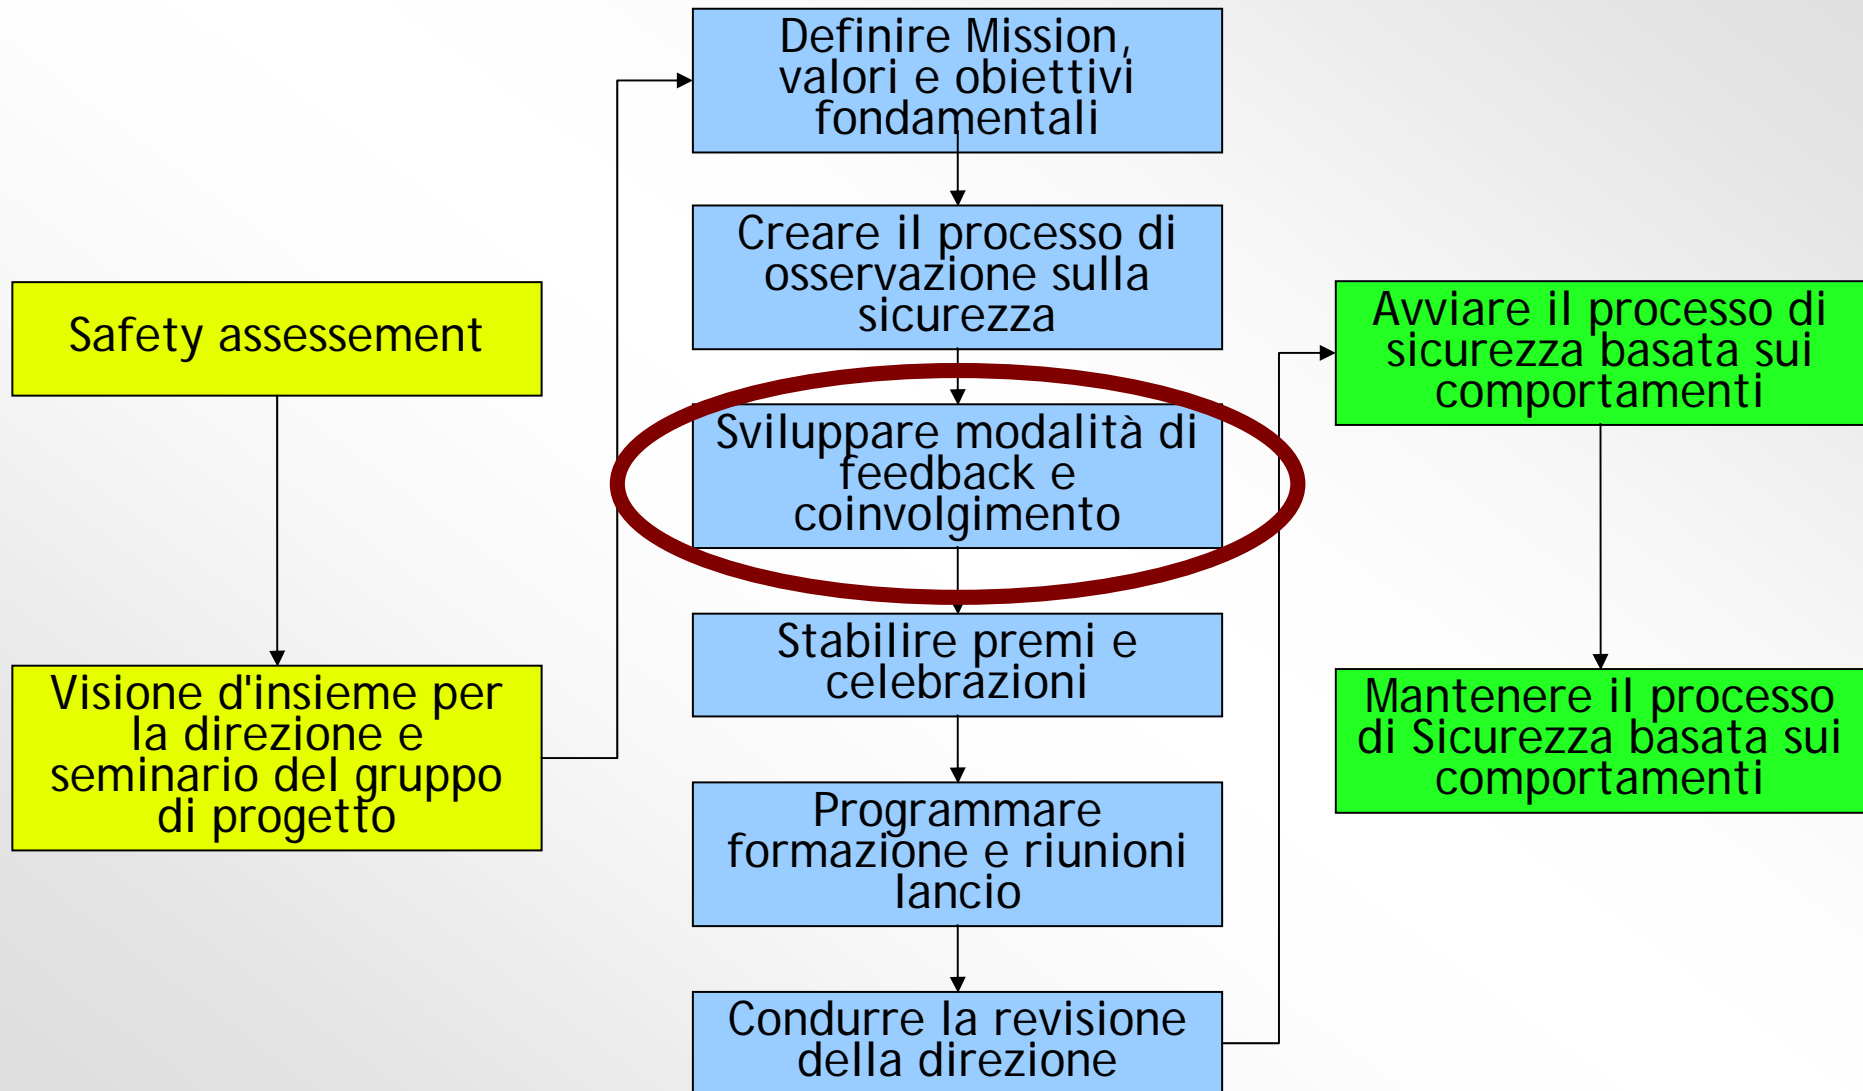 Safety assessement
Visione d'insieme per
la direzione e
seminario del gruppo
di progetto
Definire Mission,
valori e obiettivi
fondamentali
Creare il processo di
osservazione sulla
sicurezza
Sviluppare modalità di
feedback e
coinvolgimento
Stabilire premi e
celebrazioni
Programmare
formazione e riunioni
lancio
Condurre la revisione
della direzione
Avviare il processo di
sicurezza basata sui
comportamenti
Mantenere il processo
di Sicurezza basata sui
comportamenti